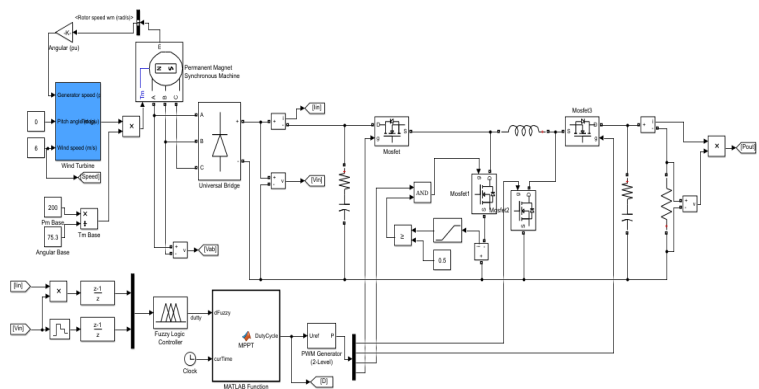 <Rotor speed wm (rad/s)>
-K-
Angular (pu)
E
Permanent Magnet
Synchronous Machine
Tm
A
B
C
Generator speed (
0
Pitch angle
6
Wind speed (m/s)
Wind Turbine
[Speed]
200
Pm Base
75.3
Angular Base
Tm Base
×
×
÷
A
B
C
+
-
Universal Bridge
[Iin]
[Vin]
[Vab]
D
S
g
Mosfet
AND
Mosfet1
Mosfet2
≥
0.5
Mosfet3
×
[Pout]
[Iin]
[Vin]
×
z-1
z
z-1
z
Fuzzy Logic
Controller
dutty
dFuzzy
DutyCycle
MPPT
curTime
MATLAB Function
Clock
Uref
P
PWM Generator
(2-Level)
[D]